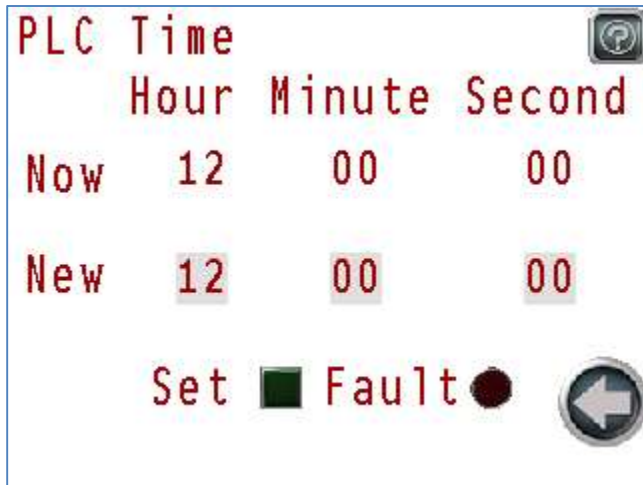 PLC Time
Hour Minute Second
Now 12 00 00
New 12 00 00
Set Fault